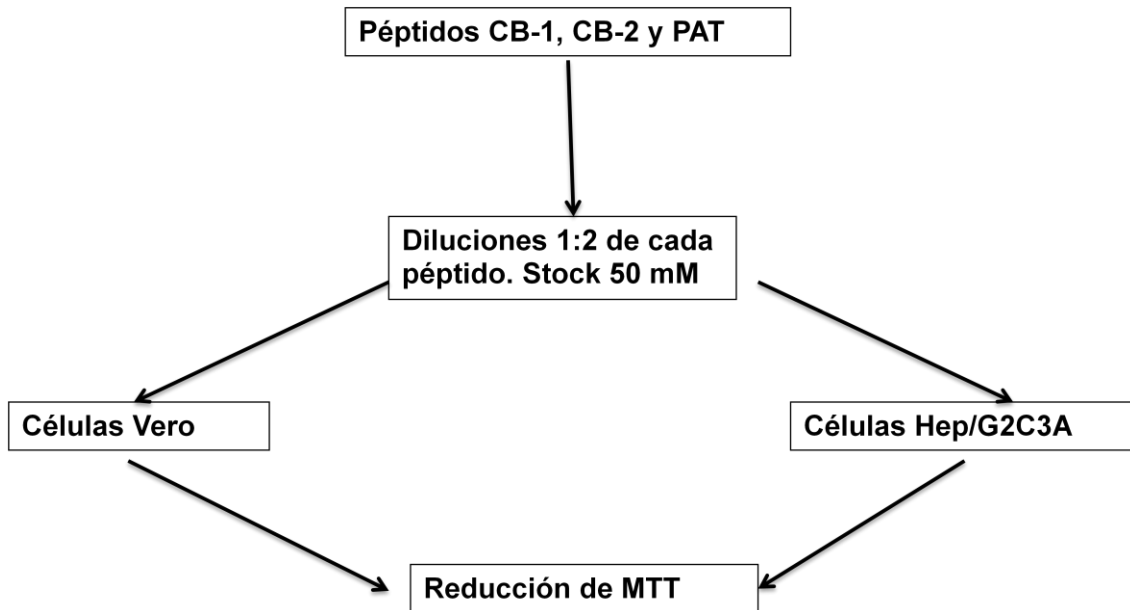 Péptidos CB-1, CB-2 y PAT
Diluciones 1:2 de cada
péptido. Stock 50 mM
Células Vero
Células Hep/G2C3A
Reducción de MTT